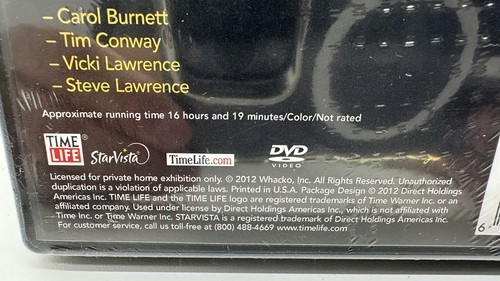 – Carol Burnett
– Tim Conway
– Vicki Lawrence
– Steve Lawrence
Approximate running time 16 hours and 19 minutes/Color/Not rated
TIME
LIFE
StarVista
TimeLife.com
DVD
VIDEO
Licensed for private home exhibition only. © 2012 Whacko, Inc. All Rights Reserved. Unauthorized
duplication is a violation of applicable laws. Printed in U.S.A. Package Design © 2012 Direct Holdings
Americas Inc. TIME LIFE and the TIME LIFE logo are registered trademarks of Time Warner Inc. or an
affiliated company. Used under license by Direct Holdings Americas Inc., which is not affiliated with
Time Inc. or Time Warner Inc. STARVISTA is a registered trademark of Direct Holdings Americas Inc.
For customer service, call us toll-free at (800) 488-4669 www.timelife.com
6